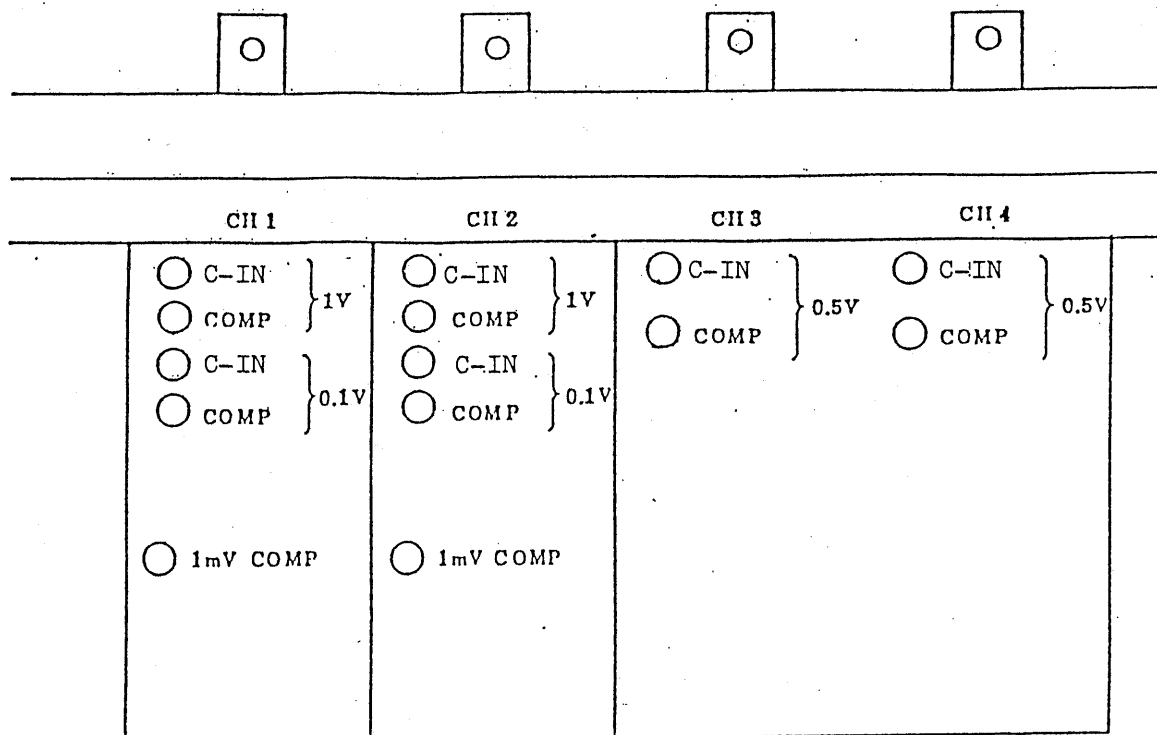 CH 1 CH 2 CH 3 CH 4
C-IN C-IN C-IN C-IN
1V 1V 0.5V 0.5V
COMP COMP COMP COMP
C-IN C-IN
0.1V 0.1V
COMP COMP
1mV COMP 1mV COMP